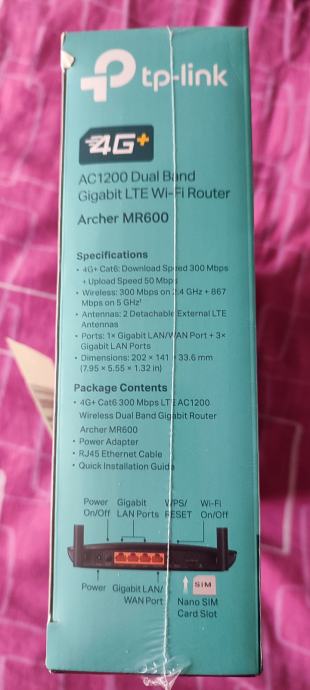 tp-link
4G+
AC1200 Dual Band
Gigabit LTE Wi-Fi Router
Archer MR600
Specifications
• 4G+ Cat6: Download Speed 300 Mbps
+ Upload Speed 50 Mbps
• Wireless: 300 Mbps on 2.4 GHz + 867
Mbps on 5 GHz†
• Antennas: 2 Detachable External LTE
Antennas
• Ports: 1× Gigabit LAN/WAN Port + 3×
Gigabit LAN Ports
• Dimensions: 202 × 141 × 33.6 mm
(7.95 × 5.55 × 1.32 in)
Package Contents
• 4G+ Cat6 300 Mbps LTE AC1200
Wireless Dual Band Gigabit Router
Archer MR600
• Power Adapter
• RJ45 Ethernet Cable
• Quick Installation Guide
Power On/Off
Gigabit LAN Ports
WPS/ RESET
Wi-Fi On/Off
Power
Gigabit LAN/ WAN Port
SIM
Nano SIM
Card Slot